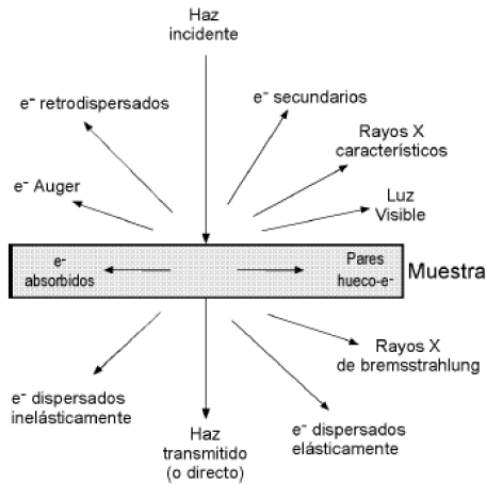 Haz
incidente
e⁻ retrodispersados
e⁻ secundarios
Rayos X
característicos
e⁻ Auger
Luz
Visible
e⁻
absorbidos
Pares
hueco-e⁻
Muestra
Rayos X
de bremsstrahlung
e⁻ dispersados
inelásticamente
Haz
transmitido
(o directo)
e⁻ dispersados
elásticamente